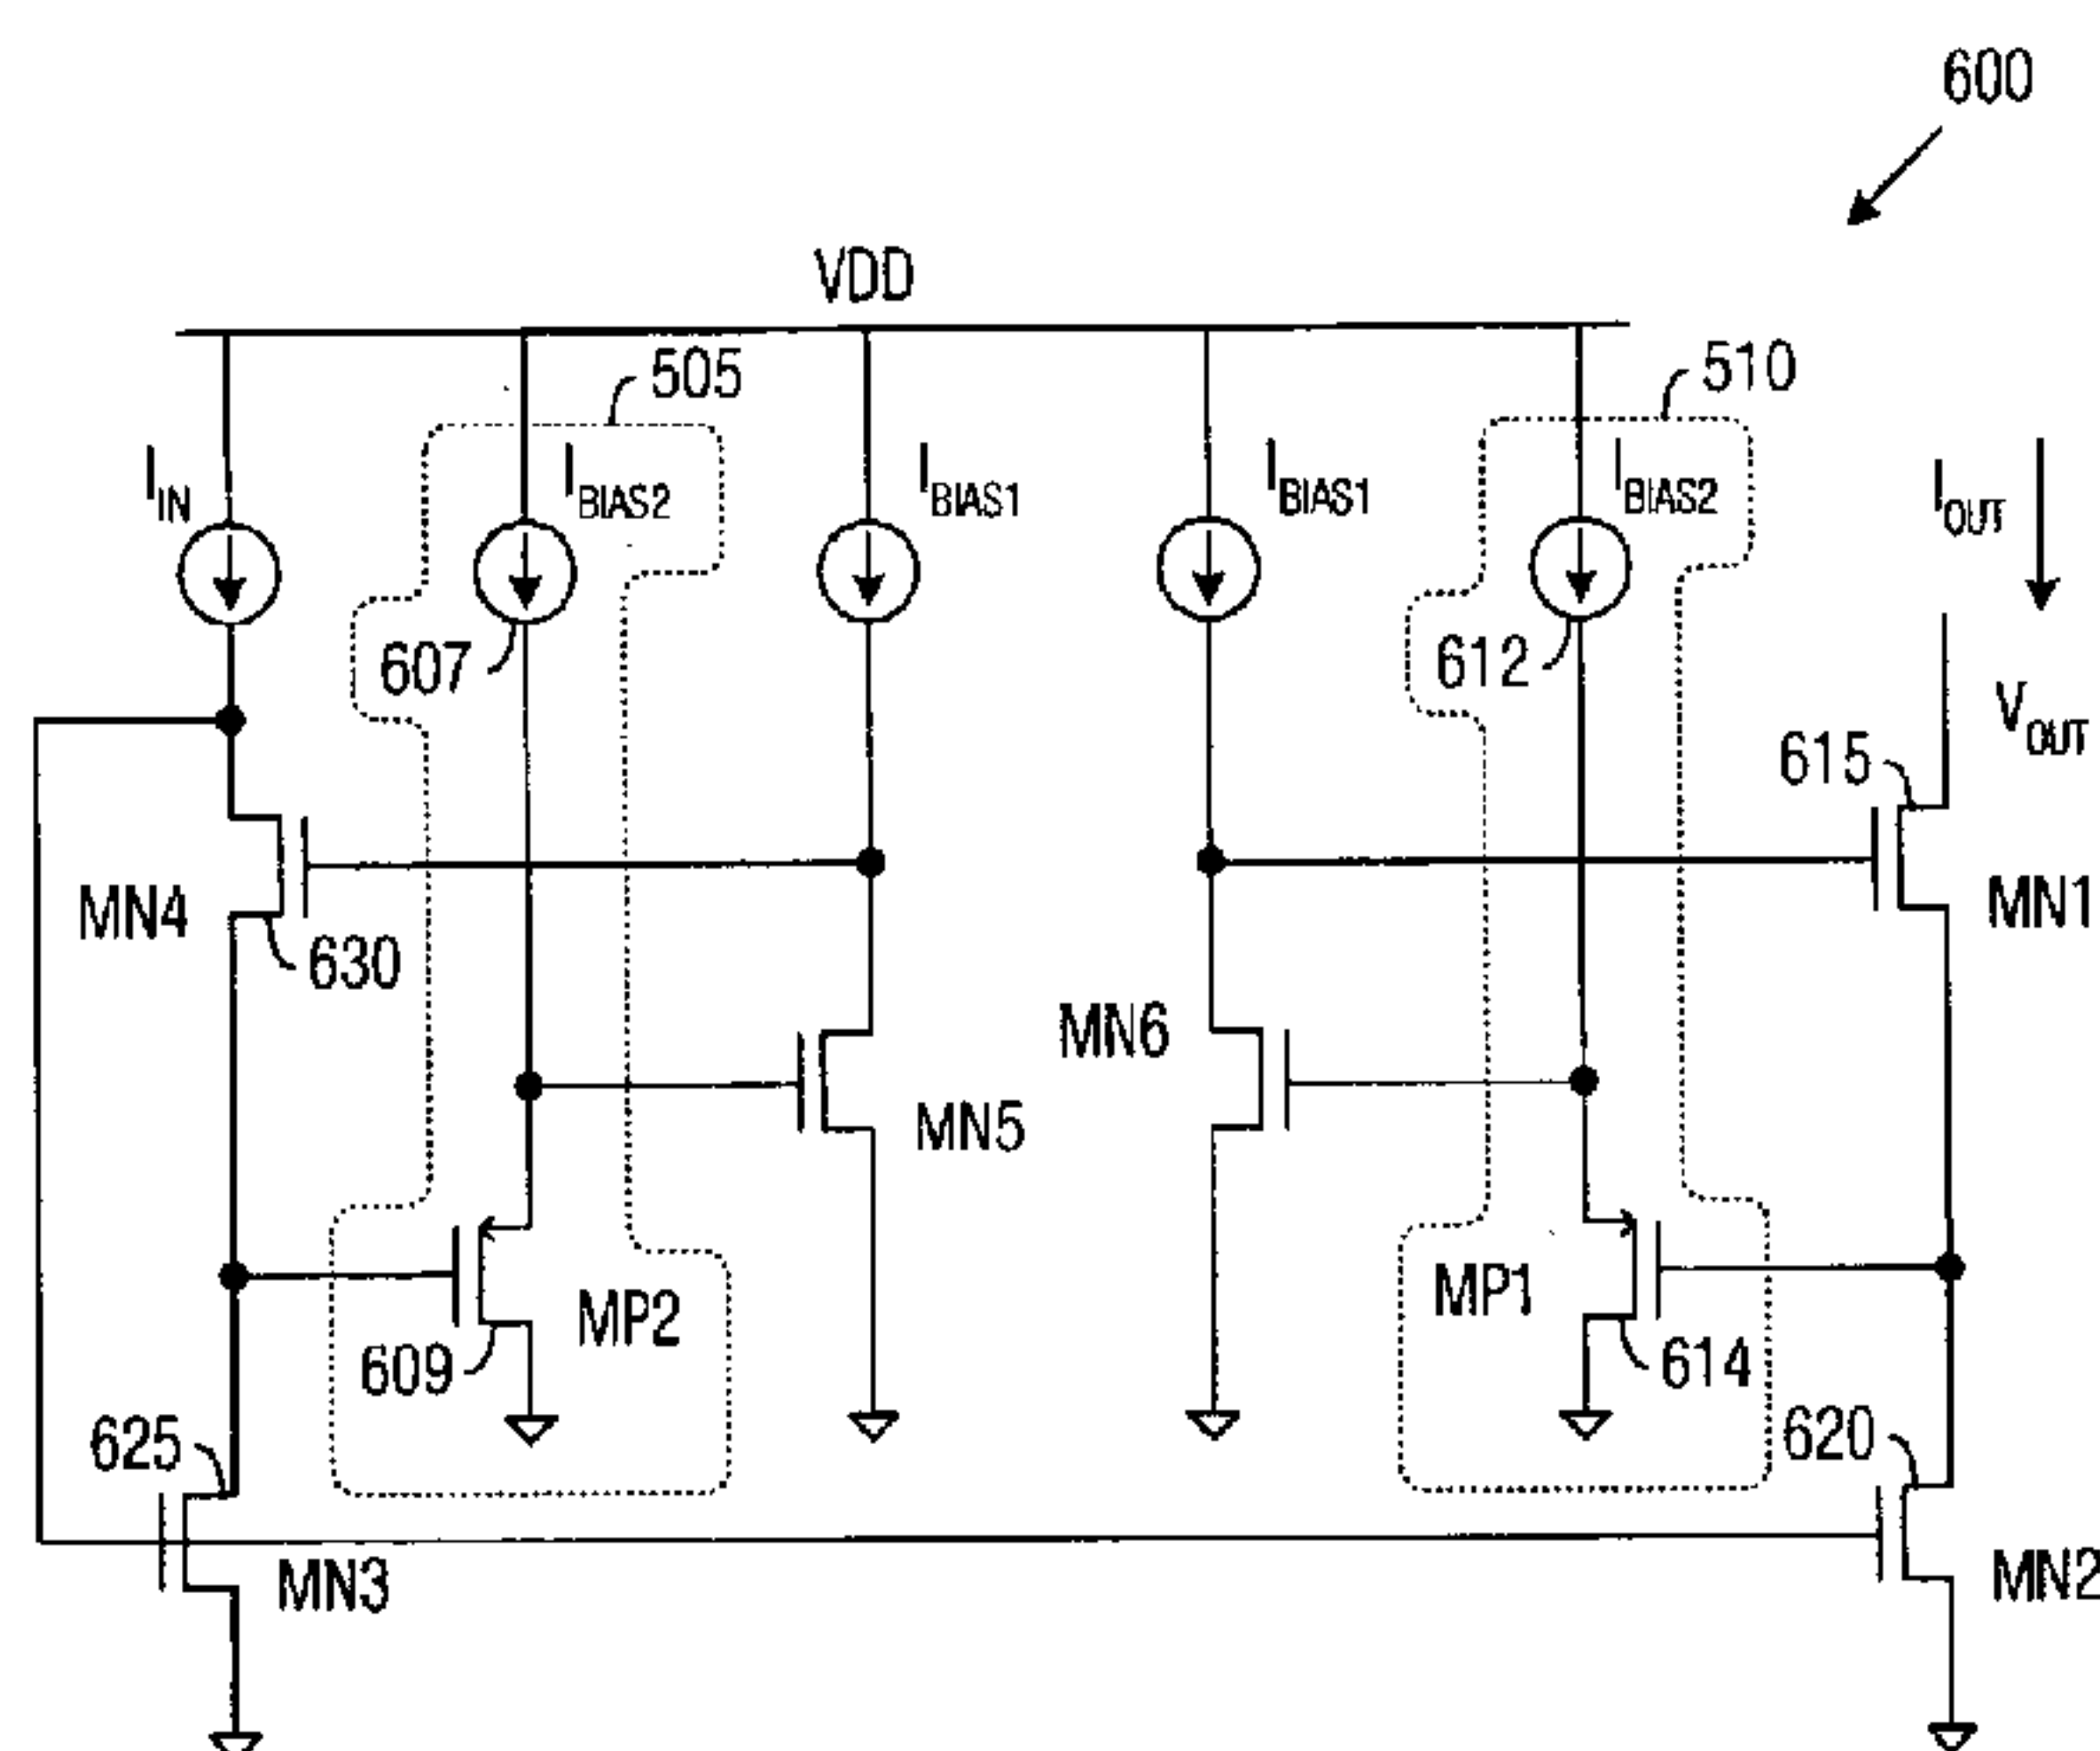 600
VDD
505
510
IIN
IBIAS2
IBIAS1
IBIAS1
IBIAS2
IOUT
607
612
VOUT
615
MN4
MN1
630
MN6
MN5
MP2
MP1
609
614
625
620
MN3
MN2